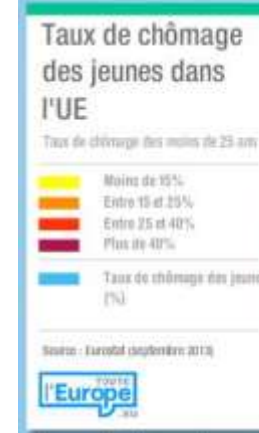 Taux de chômage
des jeunes dans
l'UE
Taux de chômage des moins de 25 ans
Moins de 15%
Entre 15 et 25%
Entre 25 et 40%
Plus de 40%
Taux de chômage des jeune
(%)
Source : Eurostat (septembre 2013)
TOUTE
l'Europe
.EU